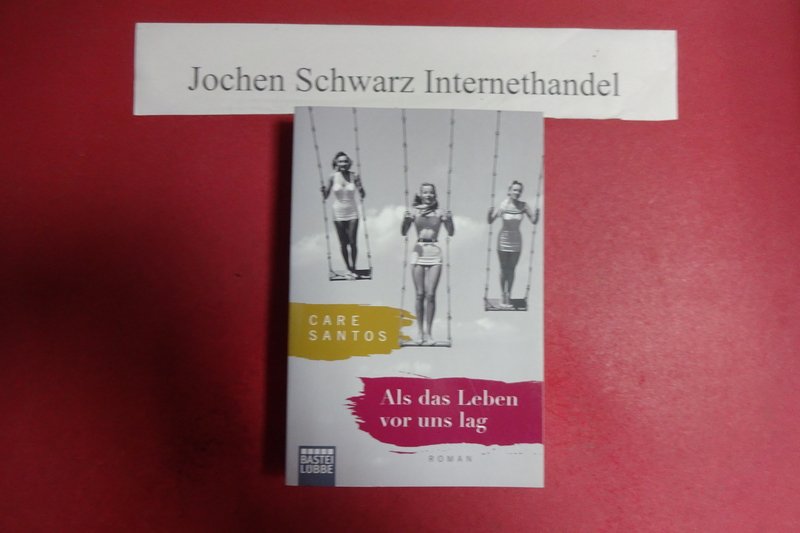 Jochen Schwarz Internethandel
CARE
SANTOS
Als das Leben
vor uns lag
ROMAN
BASTEI
LÜBBE